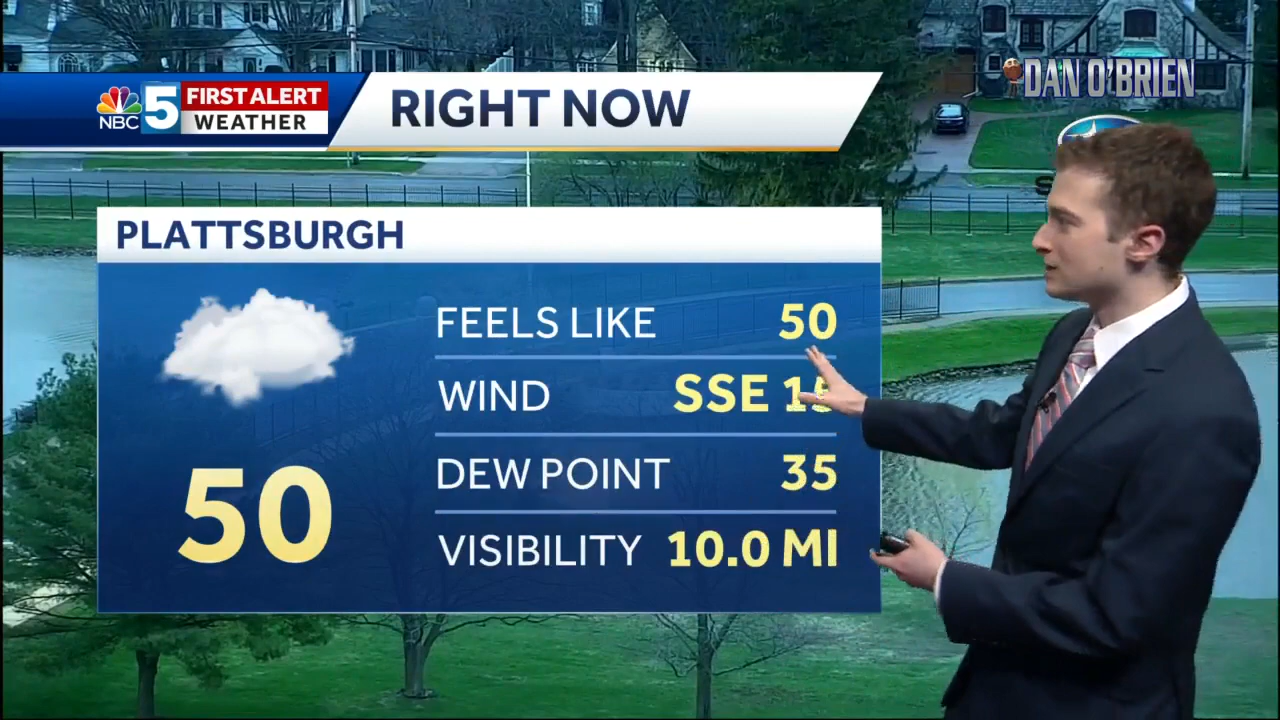 NBC 5 FIRST ALERT
WEATHER
RIGHT NOW
DAN O'BRIEN
PLATTSBURGH
50
FEELS LIKE 50
WIND SSE 15
DEW POINT 35
VISIBILITY 10.0 MI